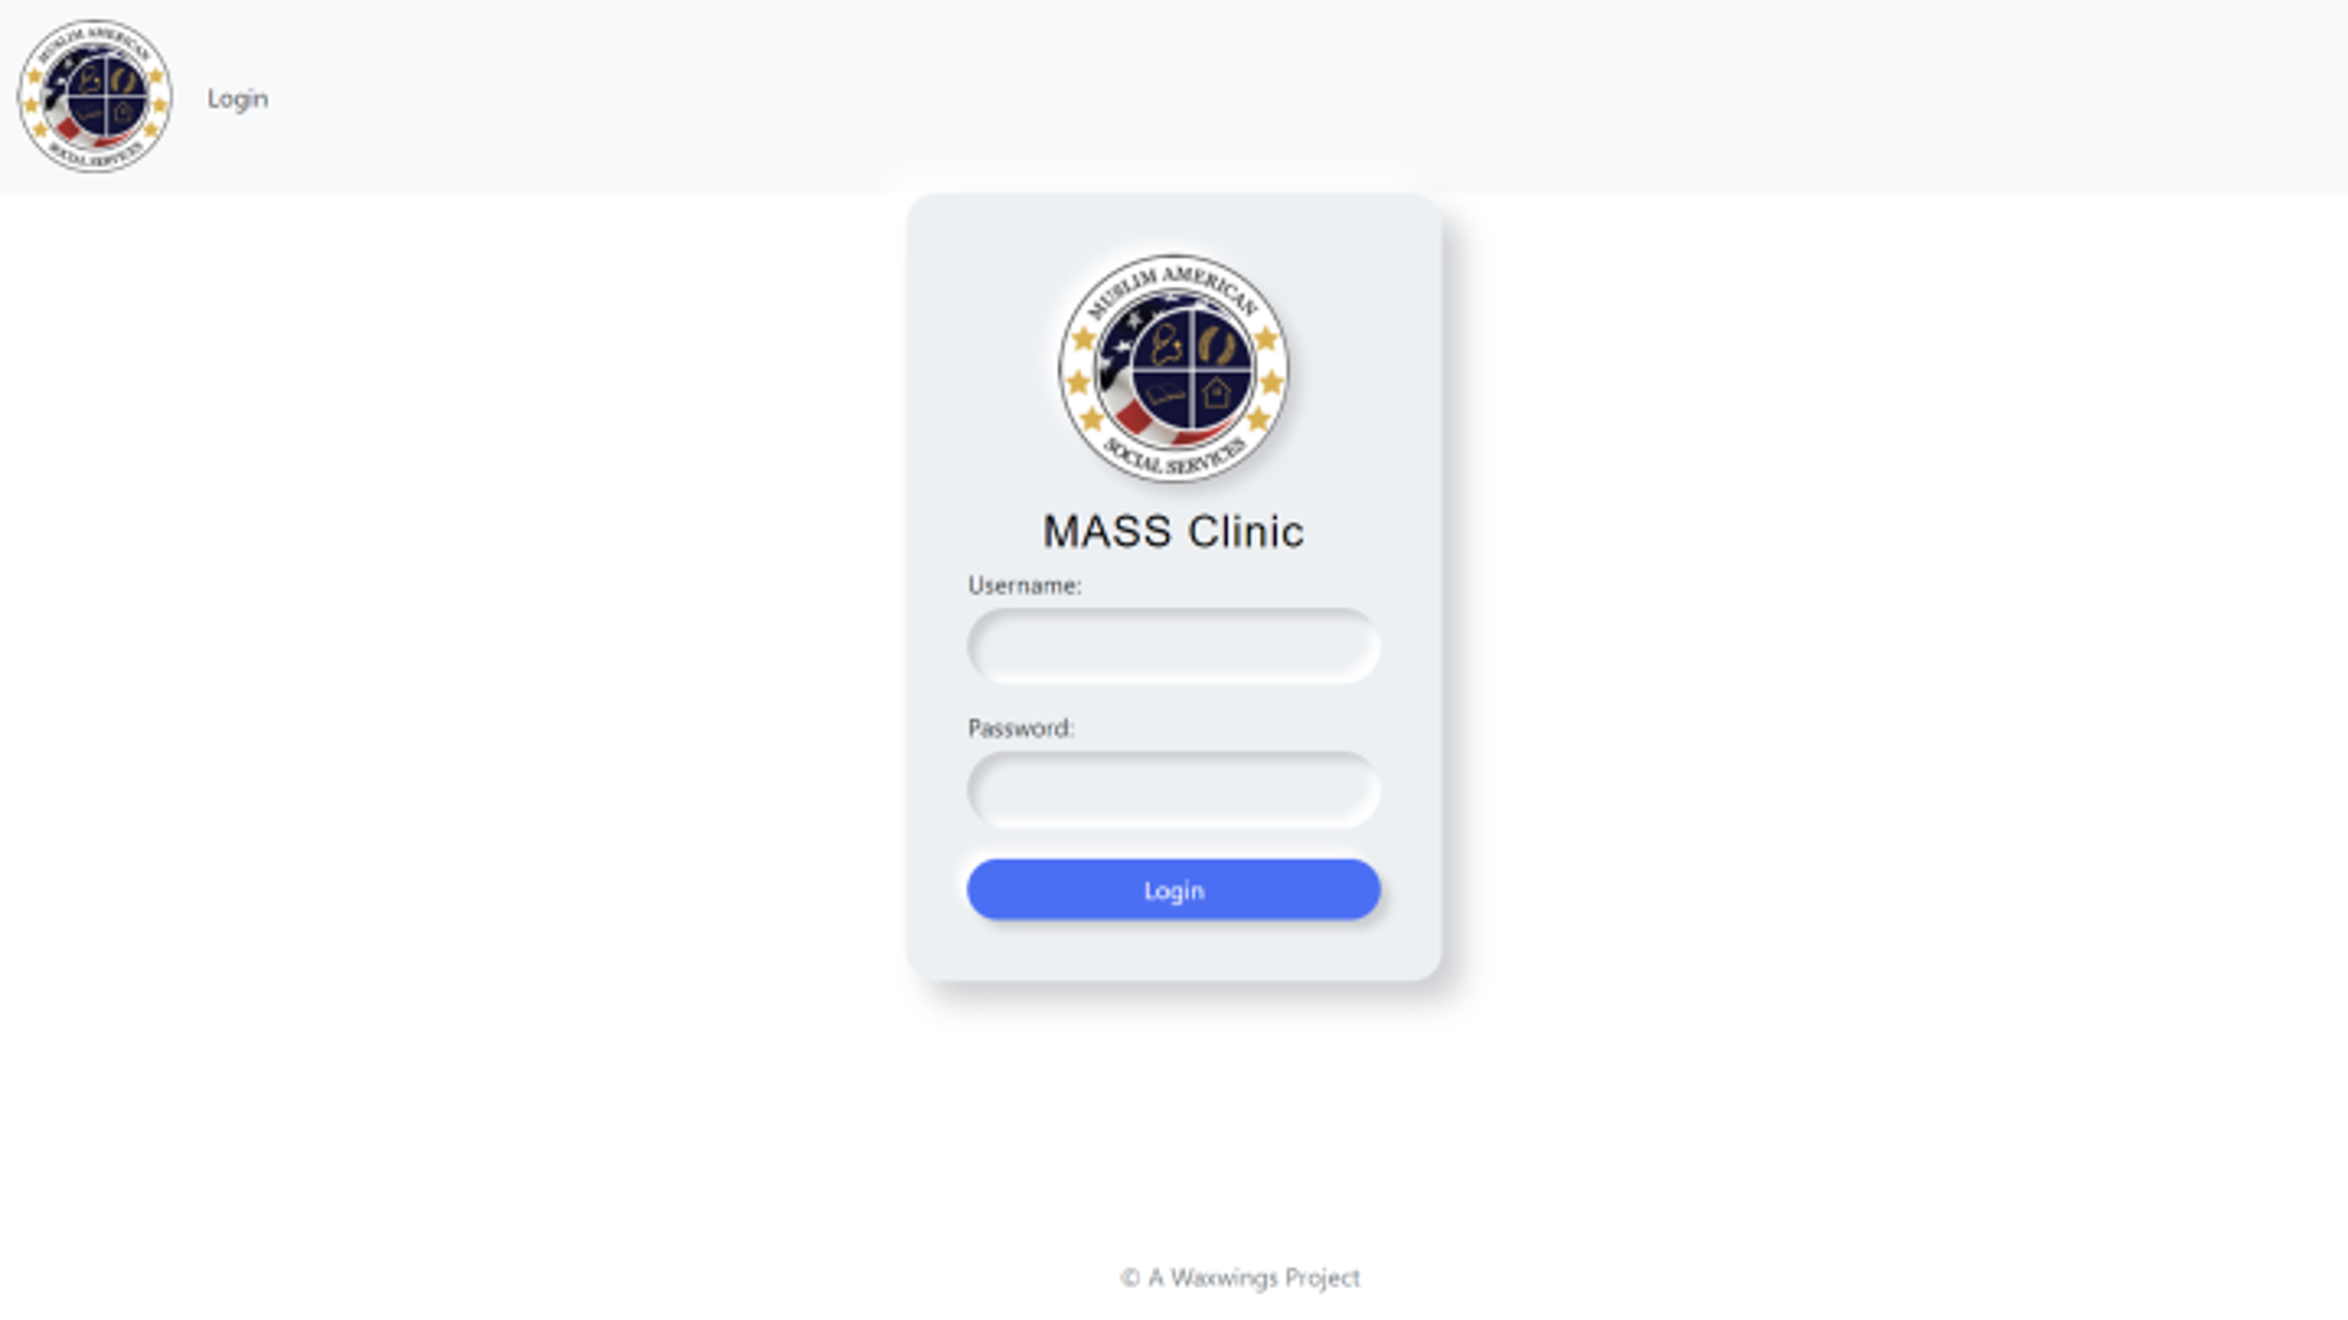 MUSLIM AMERICAN
SOCIAL SERVICES
Login
MUSLIM AMERICAN
SOCIAL SERVICES
MASS Clinic
Username:
Password:
Login
© A Waxwings Project